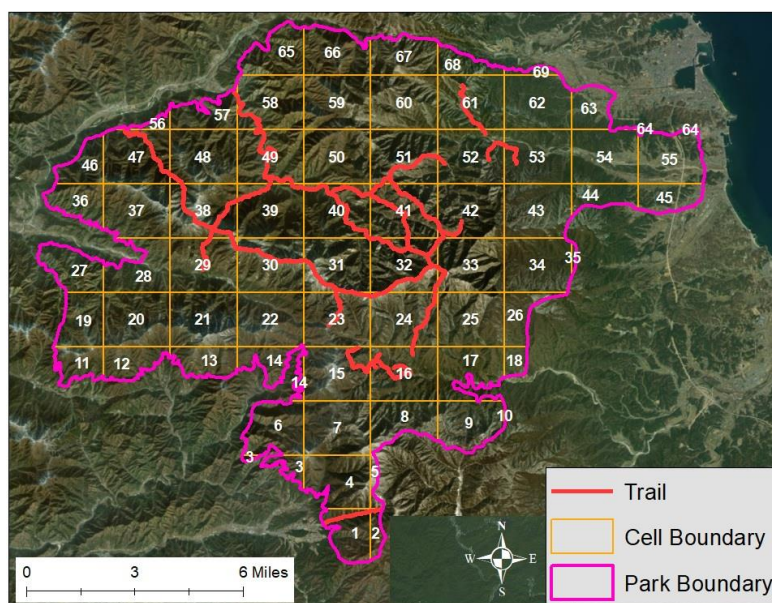 65 66 67 68 69
58 59 60 61 62 63
56 57 64 64
46 47 48 49 50 51 52 53 54 55
36 37 38 39 40 41 42 43 44 45
27 28 29 30 31 32 33 34 35
19 20 21 22 23 24 25 26
11 12 13 14 14 15 16 17 18
6 7 8 9 10
3 3 4 5
1 2
Trail
Cell Boundary
Park Boundary
N
W E
S
0 3 6 Miles